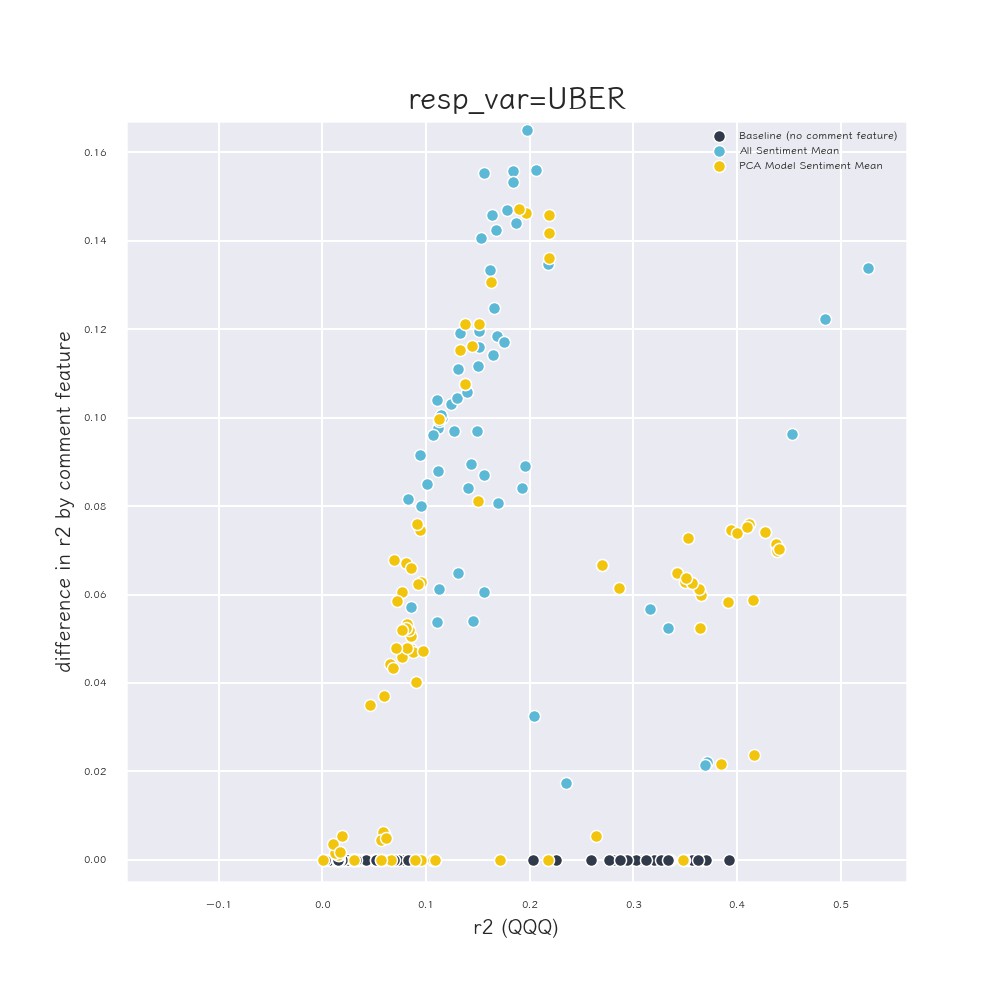 resp_var=UBER
Baseline (no comment feature)
All Sentiment Mean
PCA Model Sentiment Mean
difference in r2 by comment feature
0.16
0.14
0.12
0.10
0.08
0.06
0.04
0.02
0.00
−0.1 0.0 0.1 0.2 0.3 0.4 0.5
r2 (QQQ)